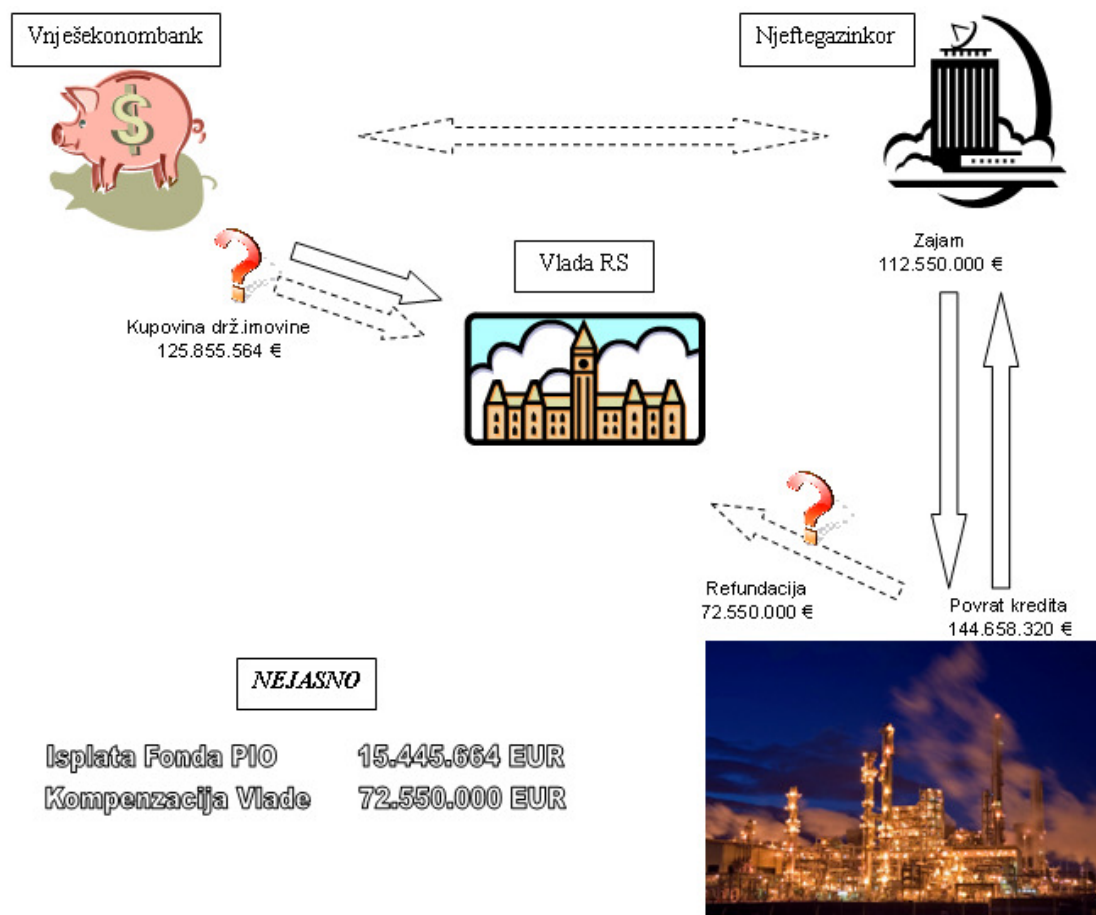 Vnješekonombank
Njeftegazinkor
$
Zajam
112.550.000 €
Vlada RS
?
Kupovina drž.imovine
125.855.564 €
?
Refundacija
72.550.000 €
Povrat kredita
144.658.320 €
NEJASNO
Isplata Fonda PIO 15.445.664 EUR
Kompenzacija Vlade 72.550.000 EUR